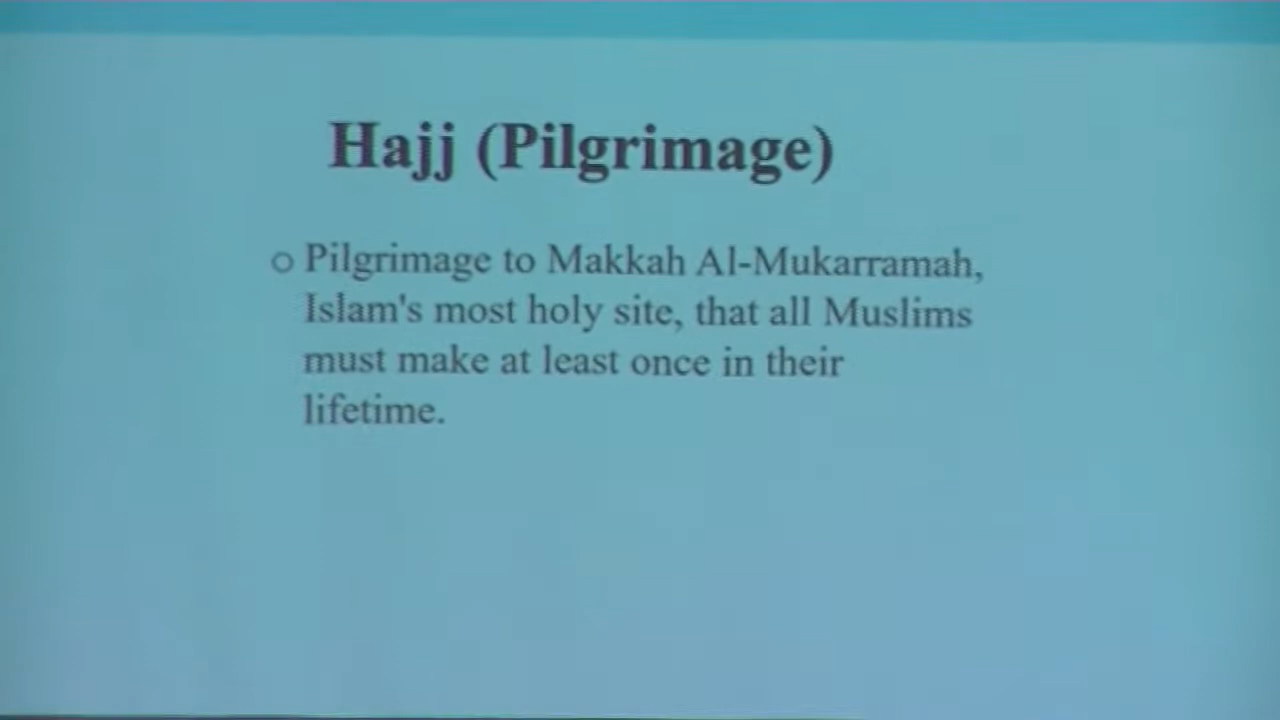 Hajj (Pilgrimage)
Pilgrimage to Makkah Al-Mukarramah,
Islam's most holy site, that all Muslims
must make at least once in their
lifetime.